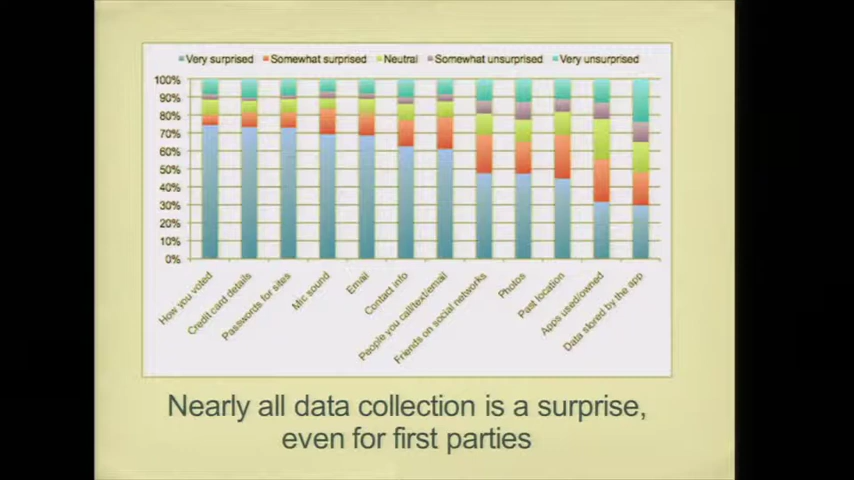 Very surprised Somewhat surprised Neutral Somewhat unsurprised Very unsurprised
100%
90%
80%
70%
60%
50%
40%
30%
20%
10%
0%
How you voted
Credit card details
Passwords for sites
Mic sound
Email
Contact info
People you call/text/email
Friends on social networks
Photos
Past location
Apps used/owned
Data stored by the app
Nearly all data collection is a surprise,
even for first parties